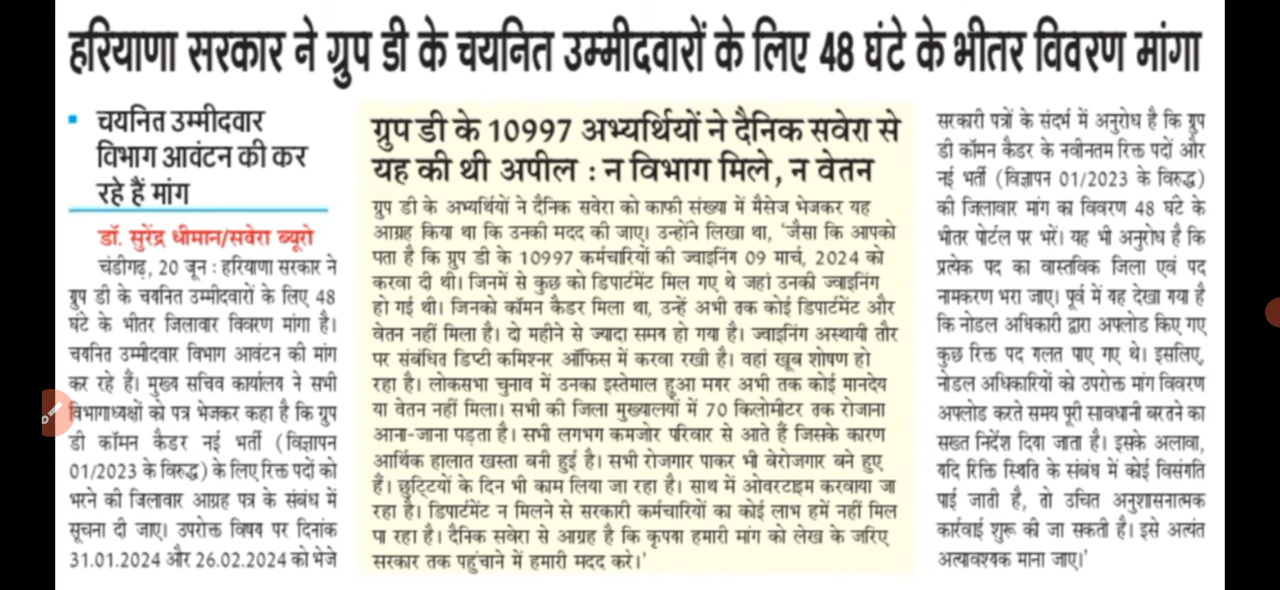 हरियाणा सरकार ने ग्रुप डी के चयनित उम्मीदवारों के लिए 48 घंटे के भीतर विवरण मांगा
चयनित उम्मीदवार
विभाग आवंटन की कर
रहे हैं मांग
डॉ. सुरेंद्र धीमान/सवेरा ब्यूरो
चंडीगढ़, 20 जून : हरियाणा सरकार ने
ग्रुप डी के चयनित उम्मीदवारों के लिए 48
घंटे के भीतर जिलावार विवरण मांगा है।
चयनित उम्मीदवार विभाग आवंटन की मांग
कर रहे हैं। मुख्य सचिव कार्यालय ने सभी
विभागाध्यक्षों को पत्र भेजकर कहा है कि ग्रुप
डी कॉमन कैडर नई भर्ती (विज्ञापन
01/2023 के विरुद्ध) के लिए रिक्त पदों को
भरने की जिलावार आग्रह पत्र के संबंध में
सूचना दी जाए। उपरोक्त विषय पर दिनांक
31.01.2024 और 26.02.2024 को भेजे
ग्रुप डी के 10997 अभ्यर्थियों ने दैनिक सवेरा से
यह की थी अपील : न विभाग मिले, न वेतन
ग्रुप डी के अभ्यर्थियों ने दैनिक सवेरा को काफी संख्या में मैसेज भेजकर यह
आग्रह किया था कि उनकी मदद की जाए। उन्होंने लिखा था, 'जैसा कि आपको
पता है कि ग्रुप डी के 10997 कर्मचारियों की ज्वाइनिंग 09 मार्च, 2024 को
करवा दी थी। जिनमें से कुछ को डिपार्टमेंट मिल गए थे जहां उनकी ज्वाइनिंग
हो गई थी। जिनको कॉमन कैडर मिला था, उन्हें अभी तक कोई डिपार्टमेंट और
वेतन नहीं मिला है। दो महीने से ज्यादा समय हो गया है। ज्वाइनिंग अस्थायी तौर
पर संबंधित डिप्टी कमिश्नर ऑफिस में करवा रखी है। वहां खूब शोषण हो
रहा है। लोकसभा चुनाव में उनका इस्तेमाल हुआ मगर अभी तक कोई मानदेय
या वेतन नहीं मिला। सभी की जिला मुख्यालयों में 70 किलोमीटर तक रोजाना
आना-जाना पड़ता है। सभी लगभग कमजोर परिवार से आते हैं जिसके कारण
आर्थिक हालात खस्ता बनी हुई है। सभी रोजगार पाकर भी बेरोजगार बने हुए
हैं। छुट्टियों के दिन भी काम लिया जा रहा है। साथ में ओवरटाइम करवाया जा
रहा है। डिपार्टमेंट न मिलने से सरकारी कर्मचारियों का कोई लाभ हमें नहीं मिल
पा रहा है। दैनिक सवेरा से आग्रह है कि कृपया हमारी मांग को लेख के जरिए
सरकार तक पहुंचाने में हमारी मदद करे।'
सरकारी पत्रों के संदर्भ में अनुरोध है कि ग्रुप
डी कॉमन कैडर के नवीनतम रिक्त पदों और
नई भर्ती (विज्ञापन 01/2023 के विरुद्ध)
की जिलावार मांग का विवरण 48 घंटे के
भीतर पोर्टल पर भरें। यह भी अनुरोध है कि
प्रत्येक पद का वास्तविक जिला एवं पद
नामकरण भरा जाए। पूर्व में यह देखा गया है
कि नोडल अधिकारी द्वारा अपलोड किए गए
कुछ रिक्त पद गलत पाए गए थे। इसलिए,
नोडल अधिकारियों को उपरोक्त मांग विवरण
अपलोड करते समय पूरी सावधानी बरतने का
सख्त निर्देश दिया जाता है। इसके अलावा,
यदि रिक्ति स्थिति के संबंध में कोई विसंगति
पाई जाती है, तो उचित अनुशासनात्मक
कार्रवाई शुरू की जा सकती है। इसे अत्यंत
अत्यावश्यक माना जाए।'